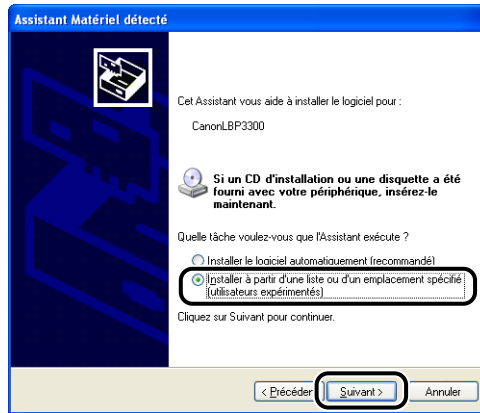 Assistant Matériel détecté
Cet Assistant vous aide à installer le logiciel pour :
CanonLBP3300
Si un CD d'installation ou une disquette a été
fourni avec votre périphérique, insérez-le
maintenant.
Quelle tâche voulez-vous que l'Assistant exécute ?
Installer le logiciel automatiquement (recommandé)
Installer à partir d'une liste ou d'un emplacement spécifié
(utilisateurs expérimentés)
Cliquez sur Suivant pour continuer.
< Précéder Suivant > Annuler